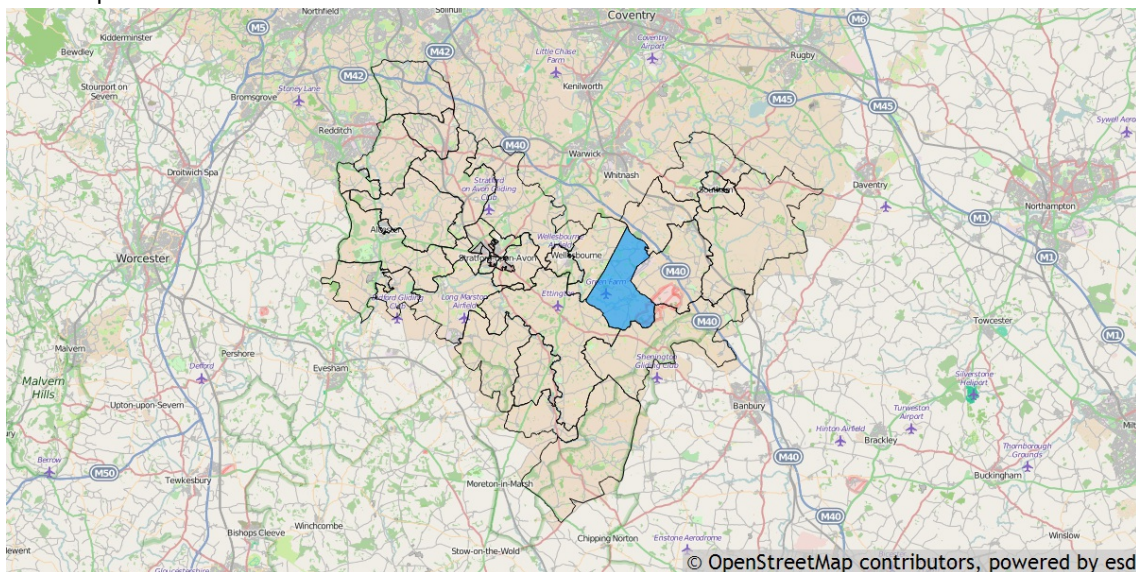 Northfield
Solihull
Coventry
M5
M6
Kidderminster
Bewdley
M42
Little Chase
Farm
Coventry
Airport
Rugby
Stourport on
Severn
Stoney Lane
M42
Bromsgrove
Kenilworth
M45
M45
Redditch
M40
Warwick
Droitwich Spa
Whitnash
Daventry
Northampton
Stratford
on Avon Gliding
Club
M1
Alcester
Wellesbourne
Worcester
Wellesbourne
M40
M1
Green Farm
Ettington
Long Marston
Airfield
M40
Towcester
M1
Malvern
Pershore
Defford
Evesham
Shenington
Gliding Club
Silverstone
Heliport
Malvern
Hills
Upton-upon-Severn
Banbury
Turweston
Airport
Hinton Airfield
Brackley
Berrow
M50
M40
Thornborough
Grounds
Tewkesbury
Moreton-in-Marsh
Buckingham
M40
Winchcombe
Bishops Cleeve
Chipping Norton
Enstone Aerodrome
Winslow
Stow-on-the-Wold
© OpenStreetMap contributors, powered by esd